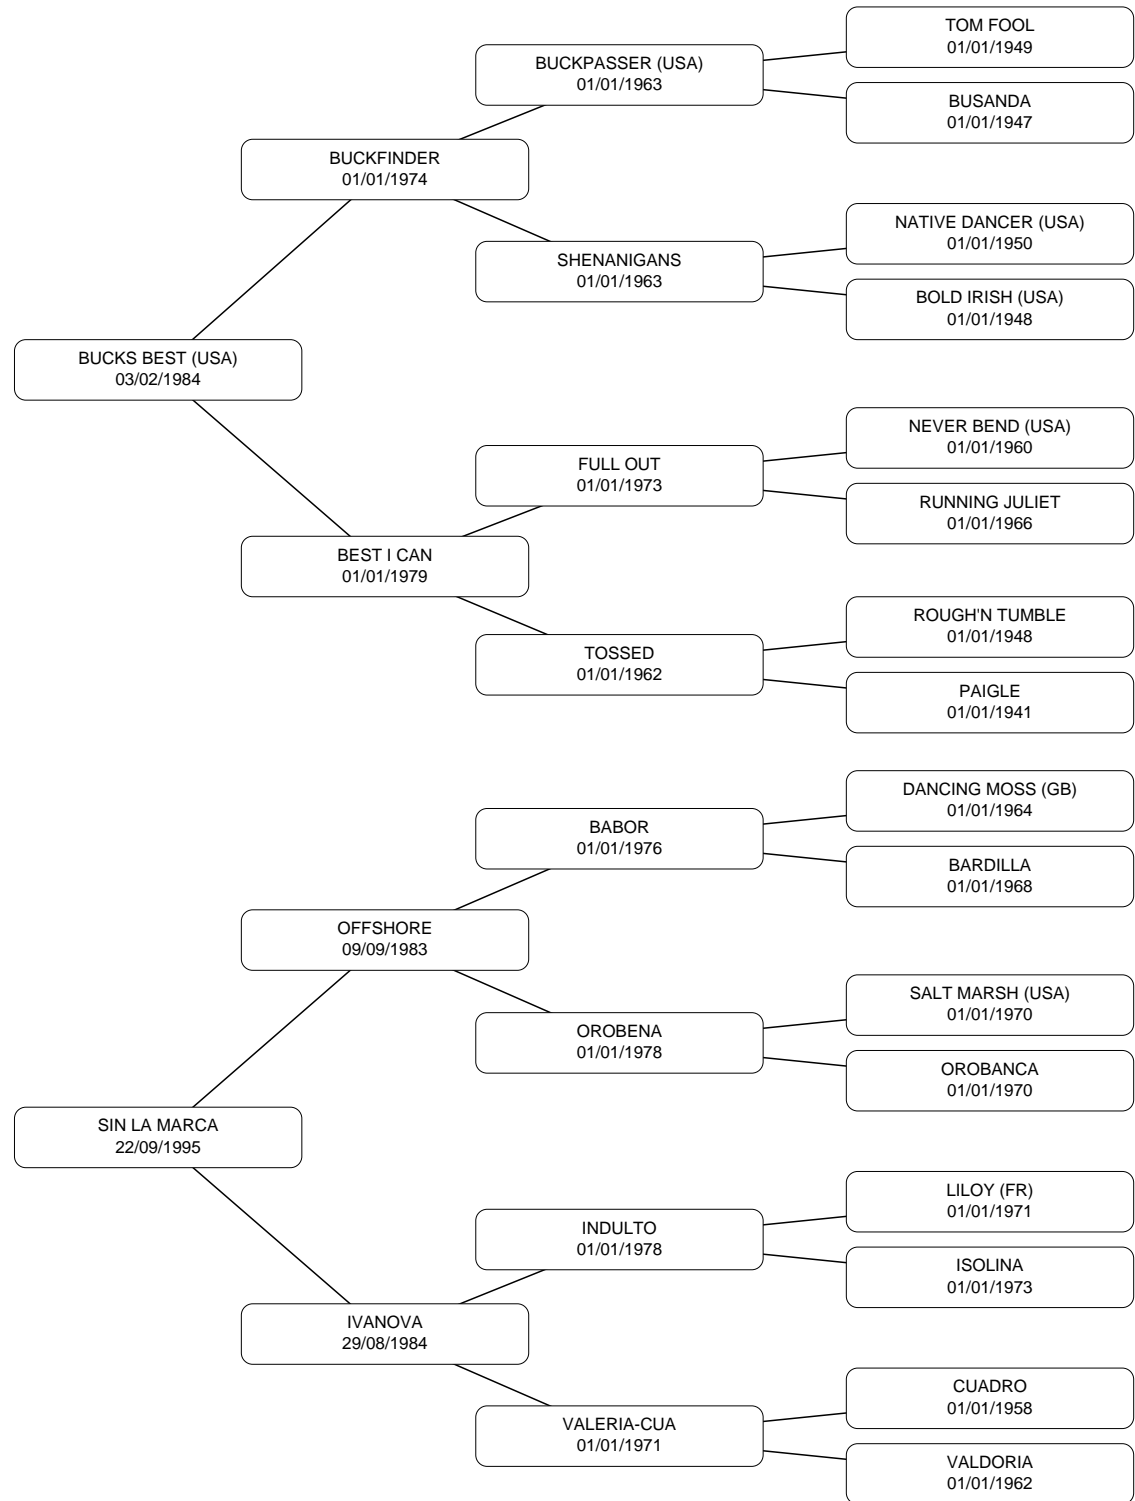 TOM FOOL
01/01/1949
BUCKPASSER (USA)
01/01/1963
BUSANDA
01/01/1947
BUCKFINDER
01/01/1974
NATIVE DANCER (USA)
01/01/1950
SHENANIGANS
01/01/1963
BOLD IRISH (USA)
01/01/1948
BUCKS BEST (USA)
03/02/1984
NEVER BEND (USA)
01/01/1960
FULL OUT
01/01/1973
RUNNING JULIET
01/01/1966
BEST I CAN
01/01/1979
ROUGH'N TUMBLE
01/01/1948
TOSSED
01/01/1962
PAIGLE
01/01/1941
DANCING MOSS (GB)
01/01/1964
BABOR
01/01/1976
BARDILLA
01/01/1968
OFFSHORE
09/09/1983
SALT MARSH (USA)
01/01/1970
OROBENA
01/01/1978
OROBANCA
01/01/1970
SIN LA MARCA
22/09/1995
LILOY (FR)
01/01/1971
INDULTO
01/01/1978
ISOLINA
01/01/1973
IVANOVA
29/08/1984
CUADRO
01/01/1958
VALERIA-CUA
01/01/1971
VALDORIA
01/01/1962